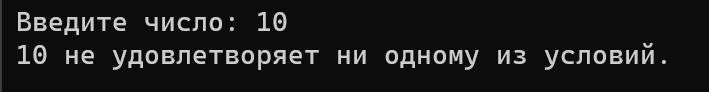 Введите число: 10
10 не удовлетворяет ни одному из условий.